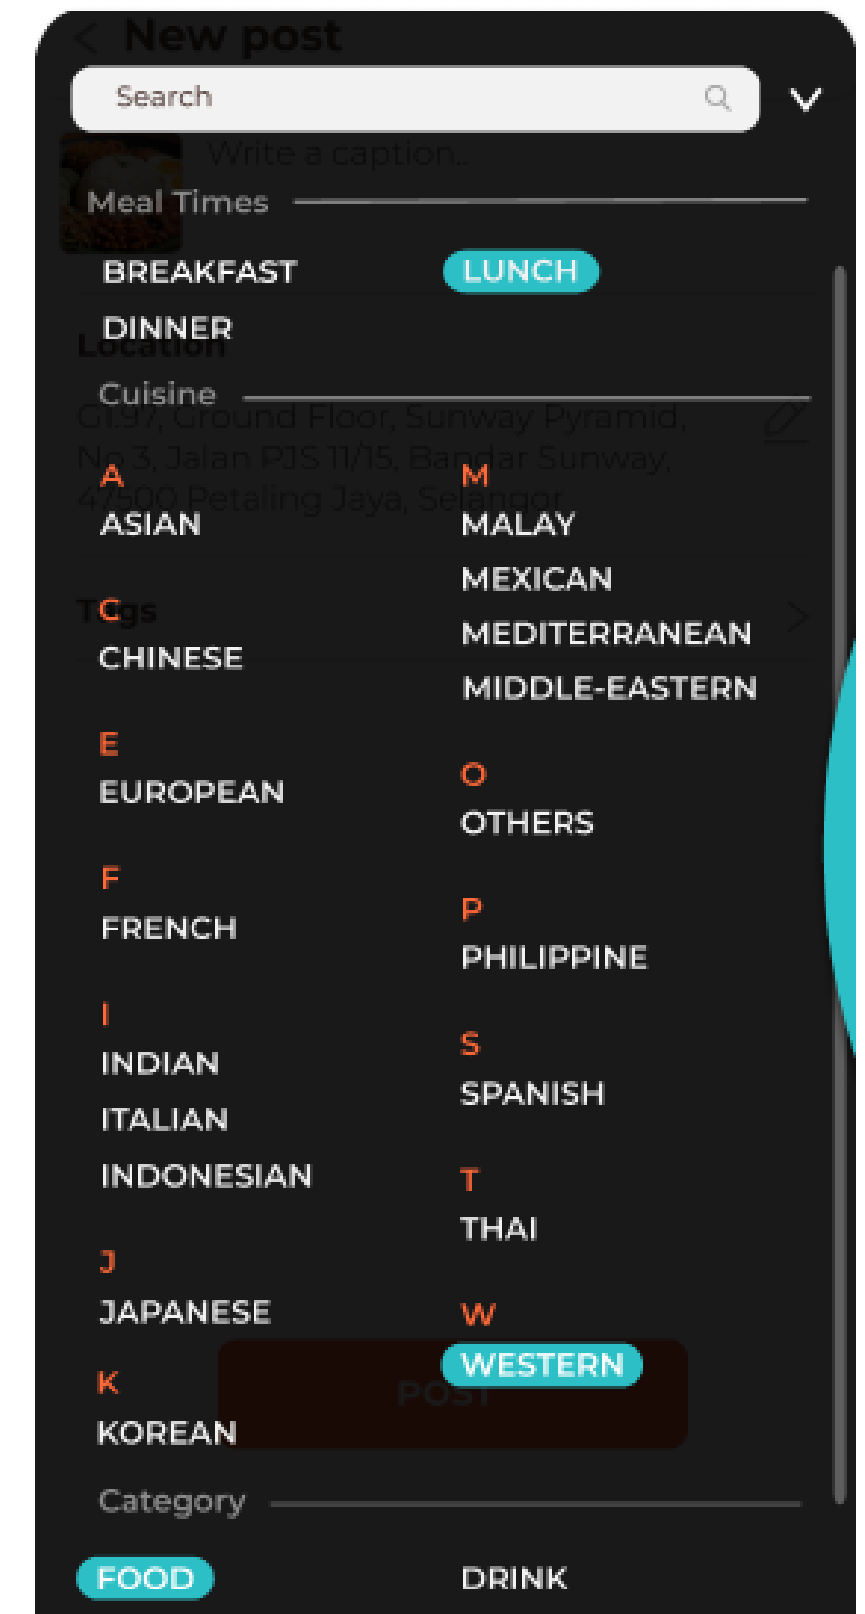 New post
Search
Write a caption..
Meal Times
BREAKFAST
LUNCH
DINNER
Location
Cuisine
G1.97, Ground Floor, Sunway Pyramid,
No 3, Jalan PJS 11/15, Bandar Sunway,
47500 Petaling Jaya, Selangor
A
ASIAN
Tags
C
CHINESE
E
EUROPEAN
F
FRENCH
I
INDIAN
ITALIAN
INDONESIAN
J
JAPANESE
K
KOREAN
M
MALAY
MEXICAN
MEDITERRANEAN
MIDDLE-EASTERN
O
OTHERS
P
PHILIPPINE
S
SPANISH
T
THAI
W
WESTERN
POST
Category
FOOD
DRINK